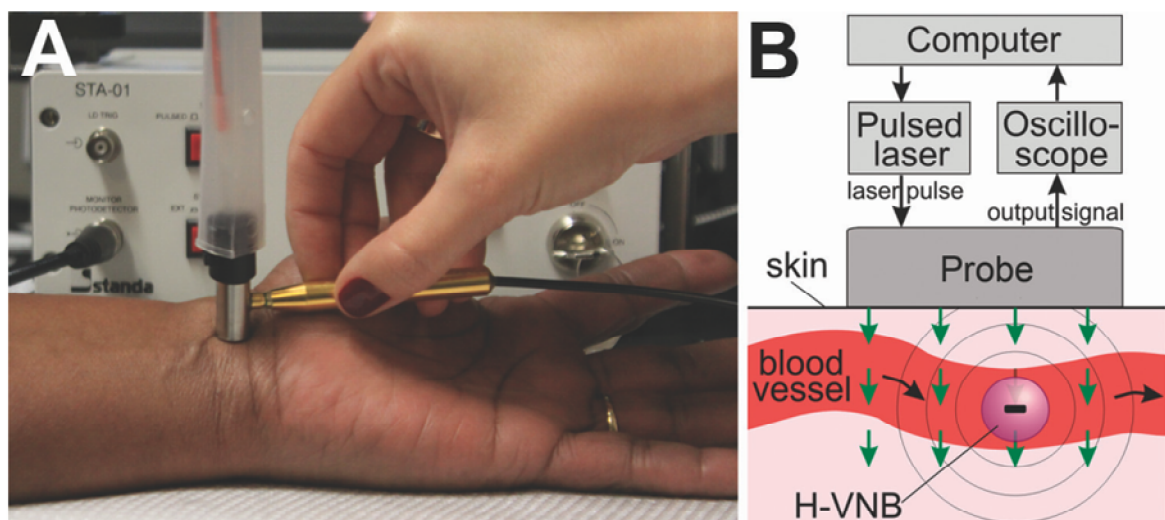 A
STA-01
LD TRIG
PULSED
MONITOR
PHOTODETECTOR
EXT
ON
Standa
B
Computer
Pulsed
laser
Oscillo-
scope
laser pulse
output signal
Probe
skin
blood
vessel
H-VNB